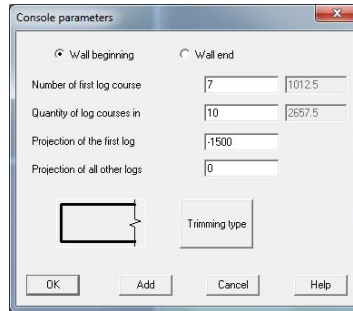 Console parameters
Wall beginning Wall end
Number of first log course 7 1012.5
Quantity of log courses in 10 2657.5
Projection of the first log -1500
Projection of all other logs 0
Trimming type
OK Add Cancel Help